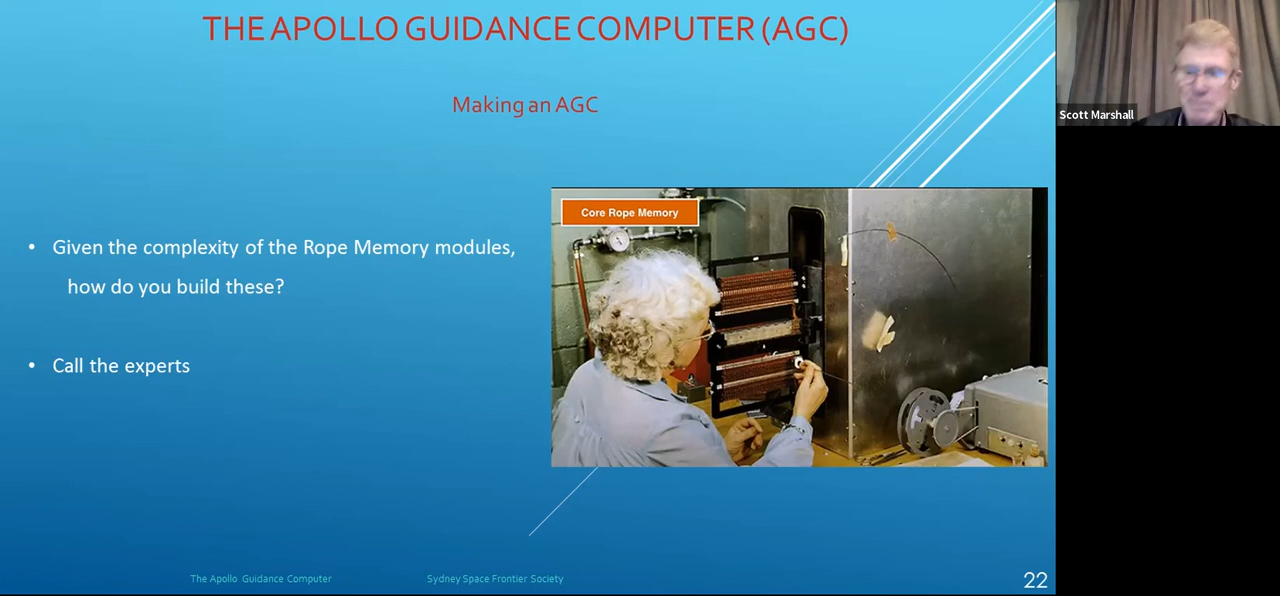 THE APOLLO GUIDANCE COMPUTER (AGC)
Making an AGC
Scott Marshall
Core Rope Memory
• Given the complexity of the Rope Memory modules,
how do you build these?
• Call the experts
The Apollo Guidance Computer
Sydney Space Frontier Society
22